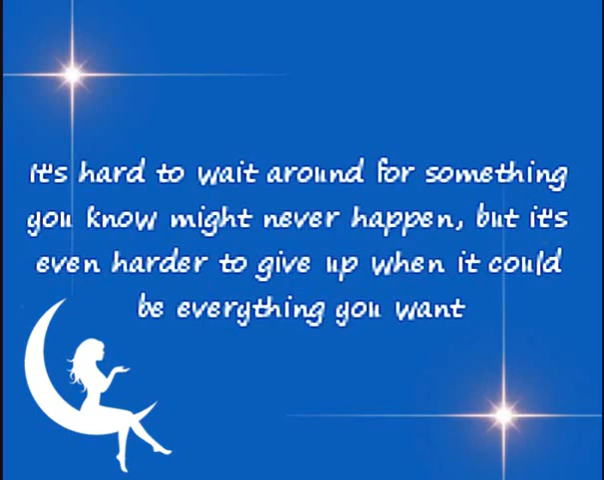 It's hard to wait around for something
you know might never happen, but it's
even harder to give up when it could
be everything you want